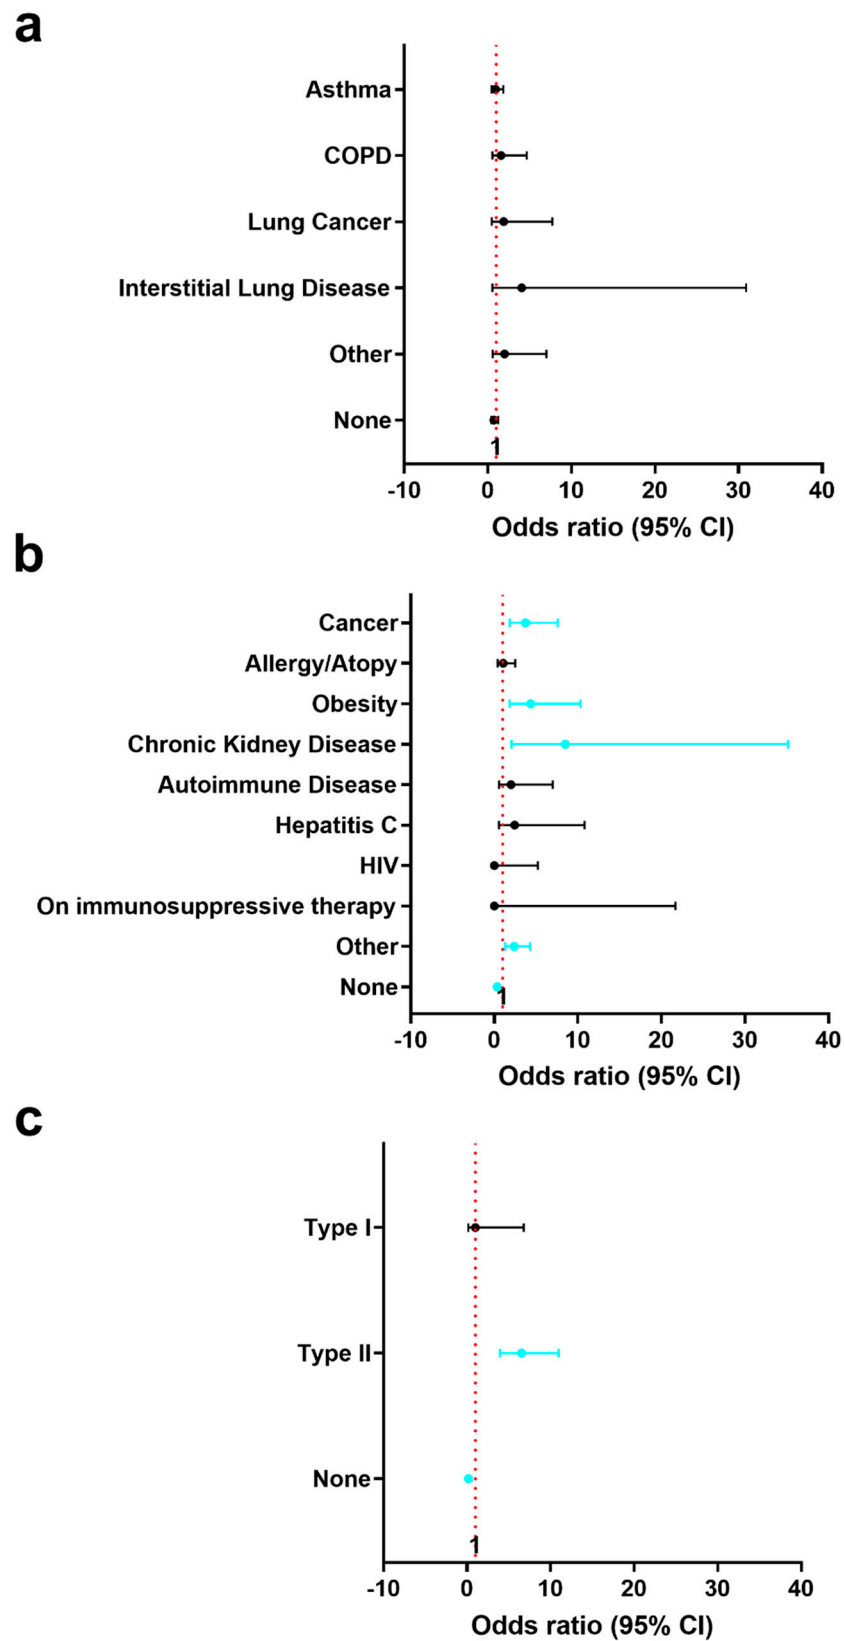 a
Asthma
COPD
Lung Cancer
Interstitial Lung Disease
Other
None
1
-10 0 10 20 30 40
Odds ratio (95% CI)
b
Cancer
Allergy/Atopy
Obesity
Chronic Kidney Disease
Autoimmune Disease
Hepatitis C
HIV
On immunosuppressive therapy
Other
None
1
-10 0 10 20 30 40
Odds ratio (95% CI)
c
Type I
Type II
None
1
-10 0 10 20 30 40
Odds ratio (95% CI)